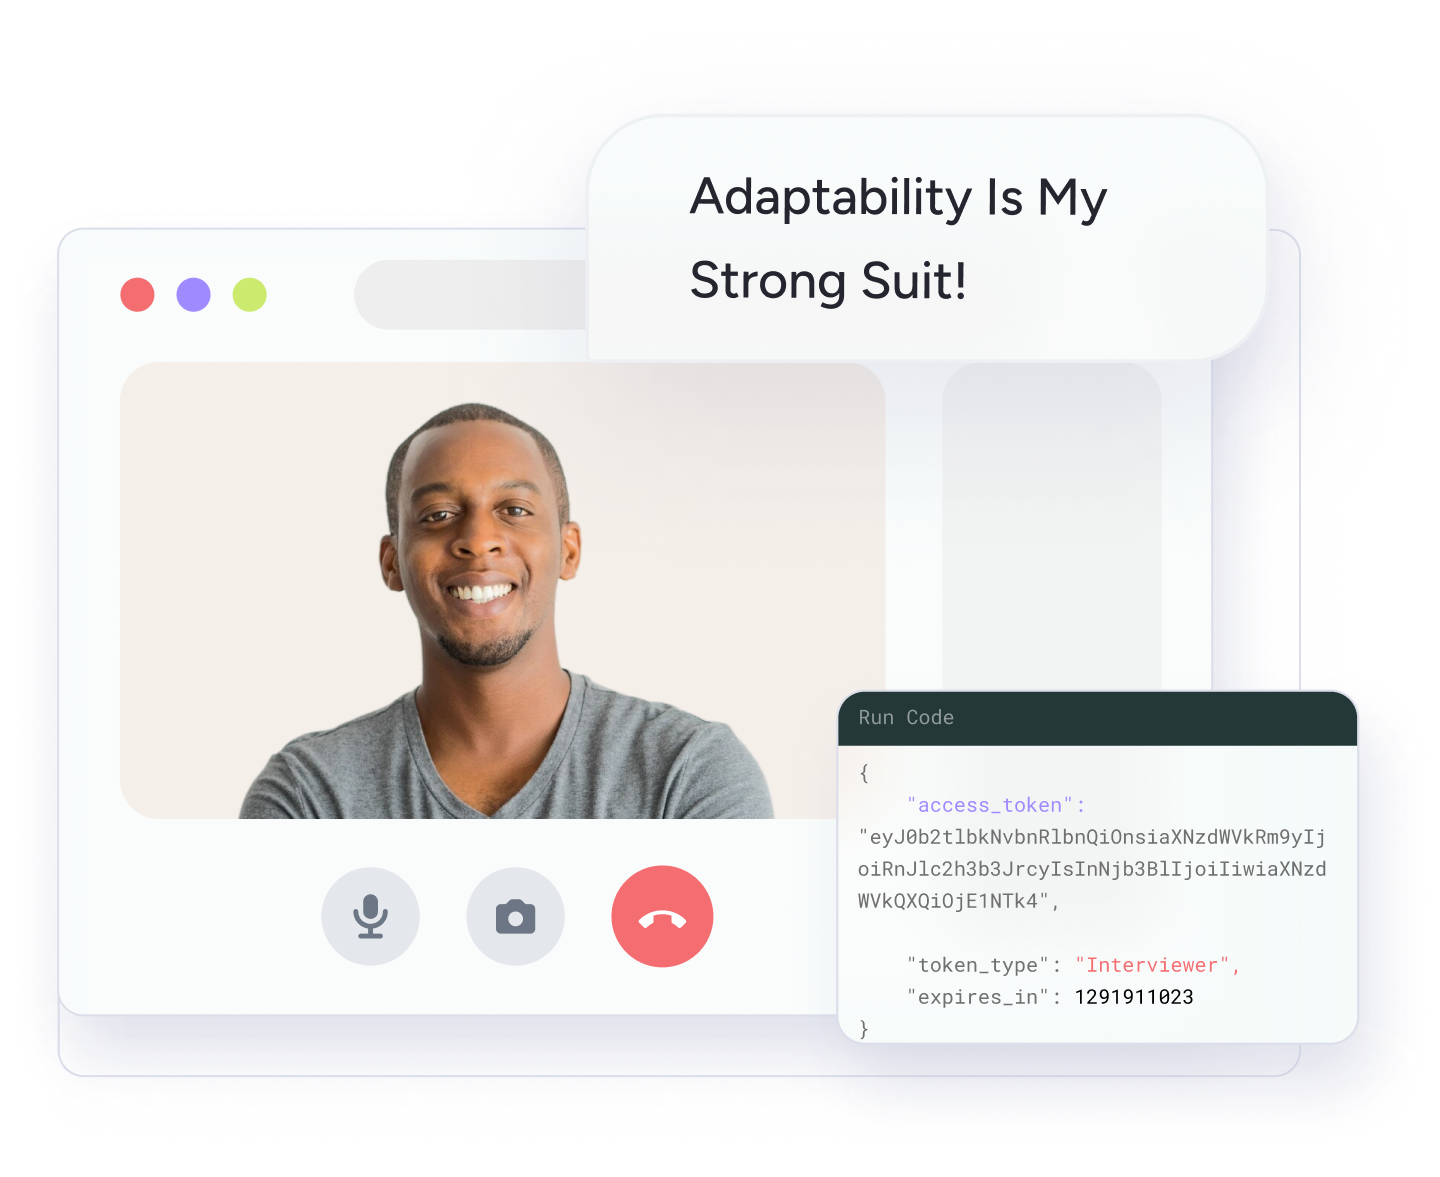 Adaptability Is My
Strong Suit!
Run Code
{
"access_token":
"eyJ0b2tlbkNvbnRlbnQiOnsiaXNzdWVkRm9yIj
oiRnJlc2h3b3JrcyIsInNjb3BlIjoiIiwiaXNzd
WVkQXQiOjE1NTk4",
"token_type": "Interviewer",
"expires_in": 1291911023
}